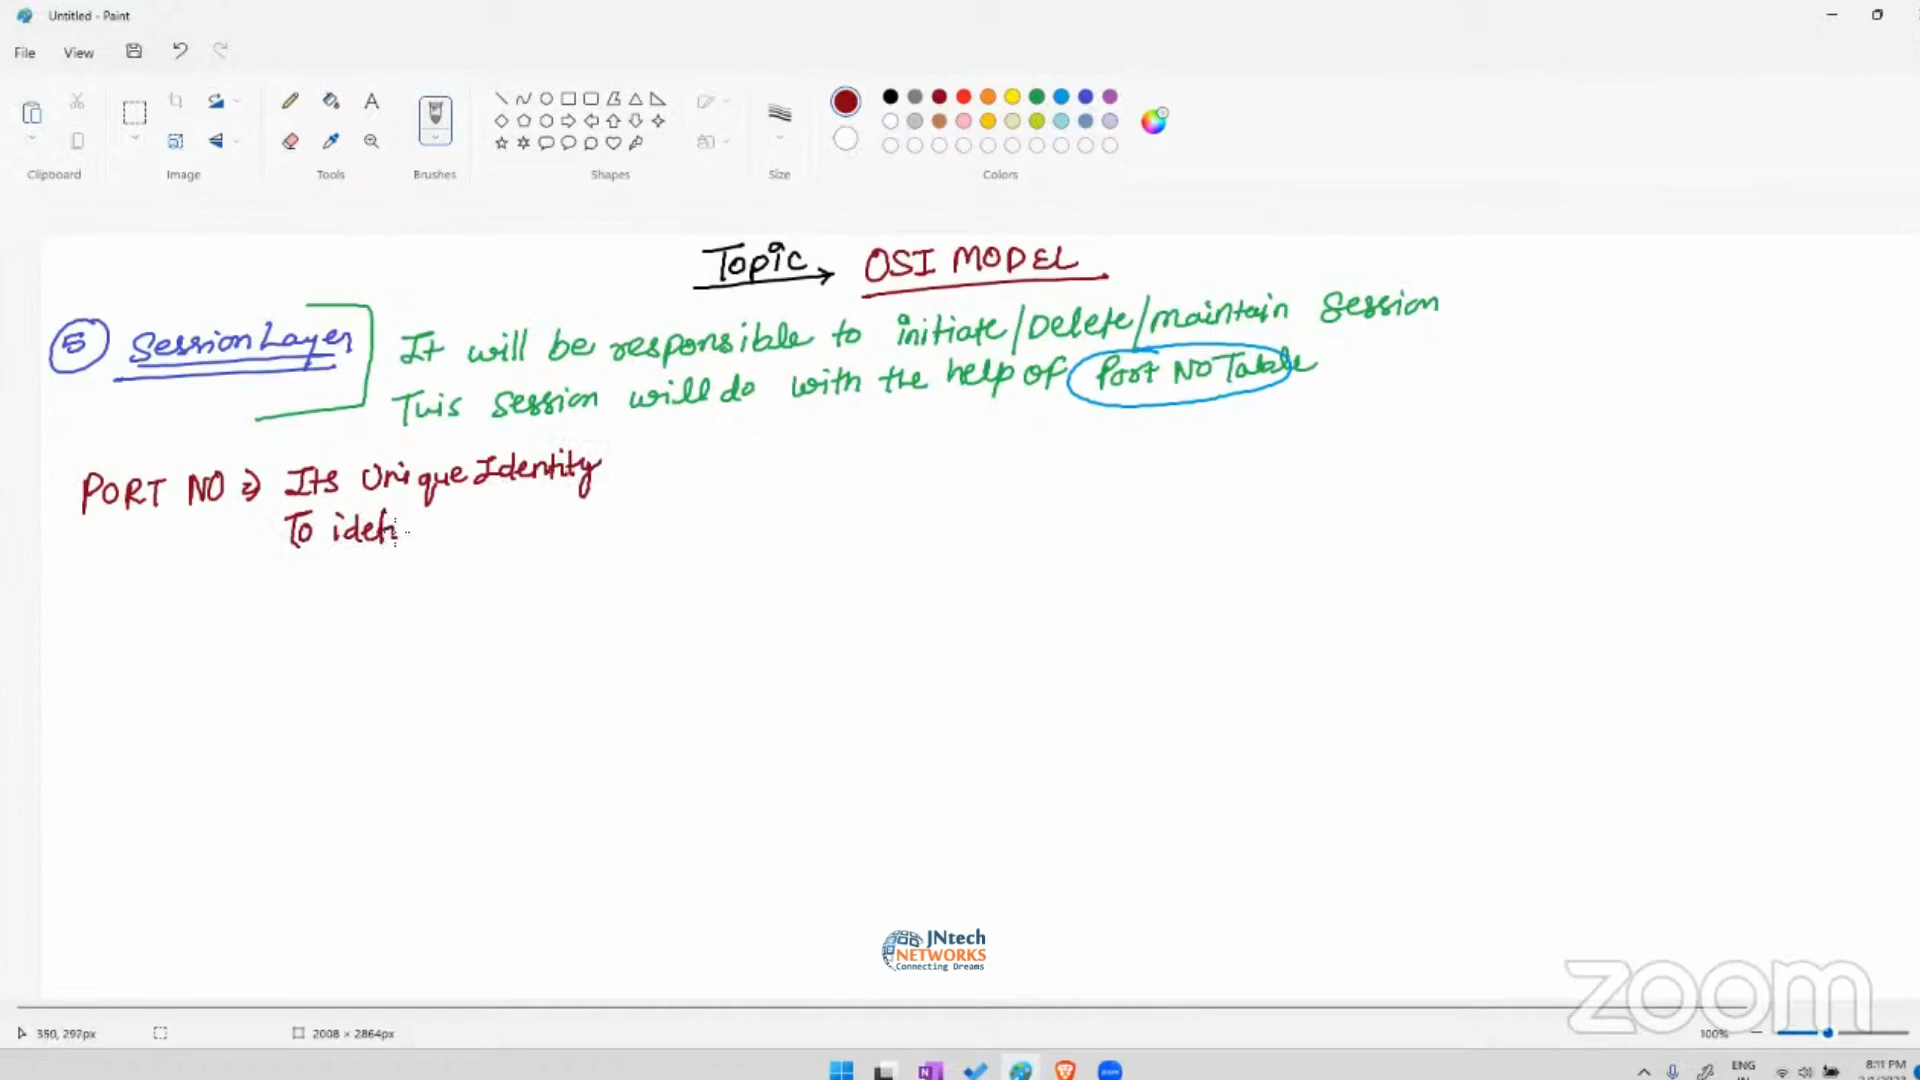 Untitled - Paint
File View
Clipboard Image Tools Brushes Shapes Size Colors
Topic → OSI MODEL
5 Session Layer
It will be responsible to initiate/Delete/maintain Session
This session will do with the help of Port No Table
PORT NO ⇒ Its Unique Identity
To idefi
JNtech
NETWORKS
Connecting Dreams
zoom
350, 297px 2008 × 2864px 100%
ENG
8:11 PM